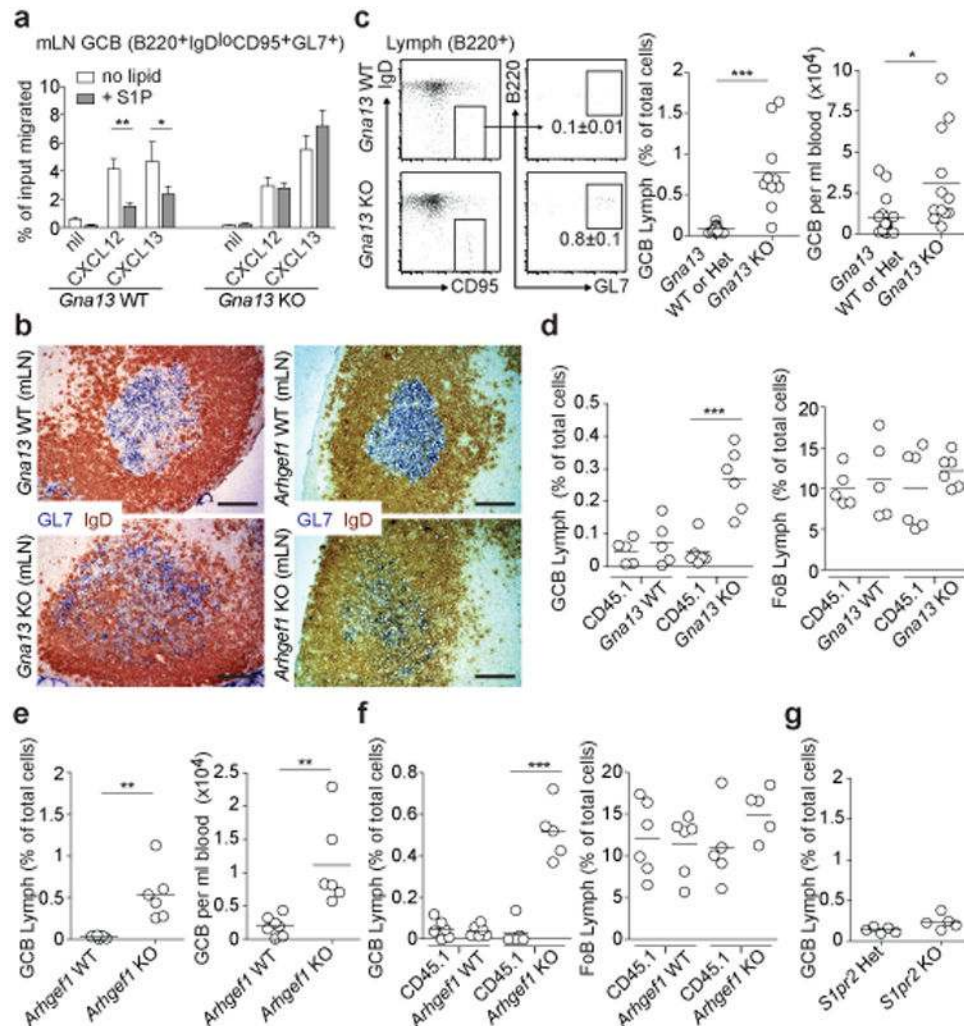 a
mLN GCB (B220+IgDloCD95+GL7+)
% of input migrated
10
8
6
4
2
0
no lipid
+ S1P
**
*
nil
CXCL12
CXCL13
nil
CXCL12
CXCL13
Gna13 WT
Gna13 KO
b
Gna13 WT (mLN)
Arhgef1 WT (mLN)
GL7 IgD
GL7 IgD
Gna13 KO (mLN)
Arhgef1 KO (mLN)
c
Lymph (B220+)
Gna13 WT
IgD
B220
0.1±0.01
Gna13 KO
0.8±0.1
CD95
GL7
GCB Lymph (% of total cells)
2
1.5
1
0.5
0
***
Gna13
WT or Het
Gna13 KO
GCB per ml blood (x10⁴)
10
7.5
5
2.5
0
*
Gna13
WT or Het
Gna13 KO
d
GCB Lymph (% of total cells)
0.5
0.4
0.3
0.2
0.1
0
***
CD45.1
Gna13 WT
CD45.1
Gna13 KO
FoB Lymph (% of total cells)
20
15
10
5
0
CD45.1
Gna13 WT
CD45.1
Gna13 KO
e
GCB Lymph (% of total cells)
2
1.5
1
0.5
0
**
Arhgef1 WT
Arhgef1 KO
GCB per ml blood (x10⁴)
2.5
2
1.5
1
0.5
0
**
Arhgef1 WT
Arhgef1 KO
f
GCB Lymph (% of total cells)
0.8
0.6
0.4
0.2
0
***
CD45.1
Arhgef1 WT
CD45.1
Arhgef1 KO
FoB Lymph (% of total cells)
20
15
10
5
0
CD45.1
Arhgef1 WT
CD45.1
Arhgef1 KO
g
GCB Lymph (% of total cells)
2
1.5
1
0.5
0
S1pr2 Het
S1pr2 KO